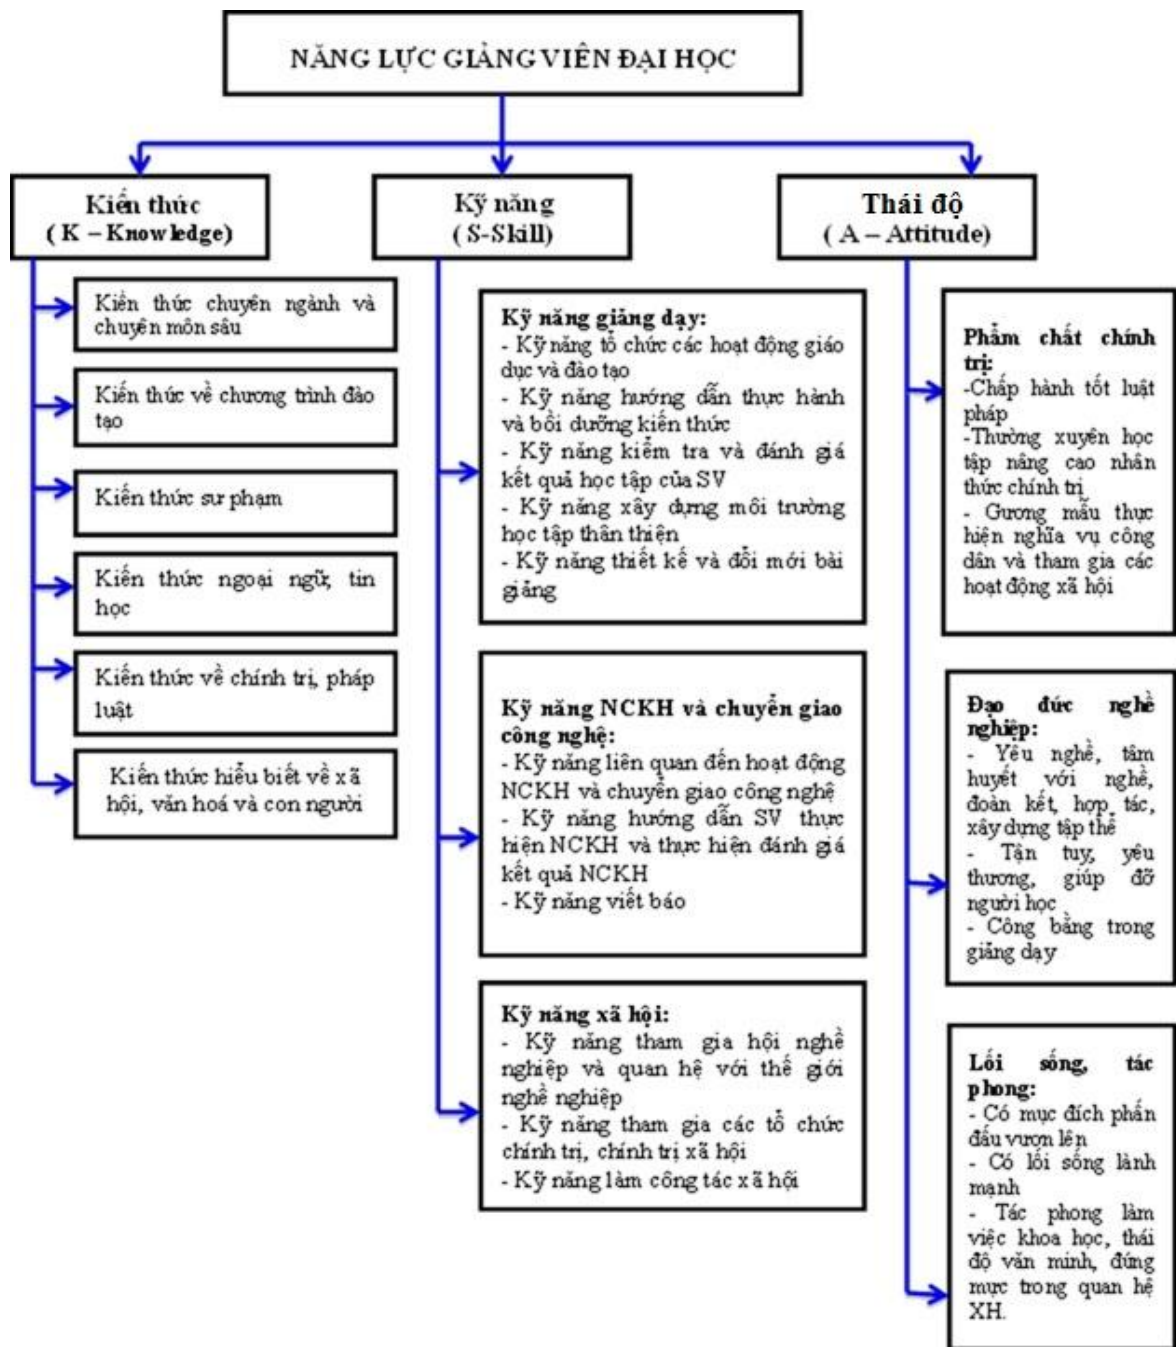 NĂNG LỰC GIẢNG VIÊN ĐẠI HỌC
Kiến thức
( K – Knowledge)
Kiến thức chuyên ngành và
chuyên môn sâu
Kiến thức về chương trình đào
tạo
Kiến thức sư phạm
Kiến thức ngoại ngữ, tin
học
Kiến thức về chính trị, pháp
luật
Kiến thức hiểu biết về xã
hội, văn hoá và con người
Kỹ năng
( S-Skill)
Kỹ năng giảng dạy:
- Kỹ năng tổ chức các hoạt động giáo
dục và đào tạo
- Kỹ năng hướng dẫn thực hành
và bồi dưỡng kiến thức
- Kỹ năng kiểm tra và đánh giá
kết quả học tập của SV
- Kỹ năng xây dựng môi trường
học tập thân thiện
- Kỹ năng thiết kế và đổi mới bài
giảng
Kỹ năng NCKH và chuyển giao
công nghệ:
- Kỹ năng liên quan đến hoạt động
NCKH và chuyển giao công nghệ
- Kỹ năng hướng dẫn SV thực
hiện NCKH và thực hiện đánh giá
kết quả NCKH
- Kỹ năng viết báo
Kỹ năng xã hội:
- Kỹ năng tham gia hội nghề
nghiệp và quan hệ với thế giới
nghề nghiệp
- Kỹ năng tham gia các tổ chức
chính trị, chính trị xã hội
- Kỹ năng làm công tác xã hội
Thái độ
( A – Attitude)
Phẩm chất chính
trị:
-Chấp hành tốt luật
pháp
-Thường xuyên học
tập nâng cao nhân
thức chính trị
- Gương mẫu thực
hiện nghĩa vụ công
dân và tham gia các
hoạt động xã hội
Đạo đức nghề
nghiệp:
- Yêu nghề, tâm
huyết với nghề,
đoàn kết, hợp tác,
xây dựng tập thể
- Tận tuy, yêu
thương, giúp đỡ
người học
- Công bằng trong
giảng dạy
Lối sống, tác
phong:
- Có mục đích phấn
đấu vươn lên
- Có lối sống lành
mạnh
- Tác phong làm
việc khoa học, thái
độ văn minh, đúng
mực trong quan hệ
XH.